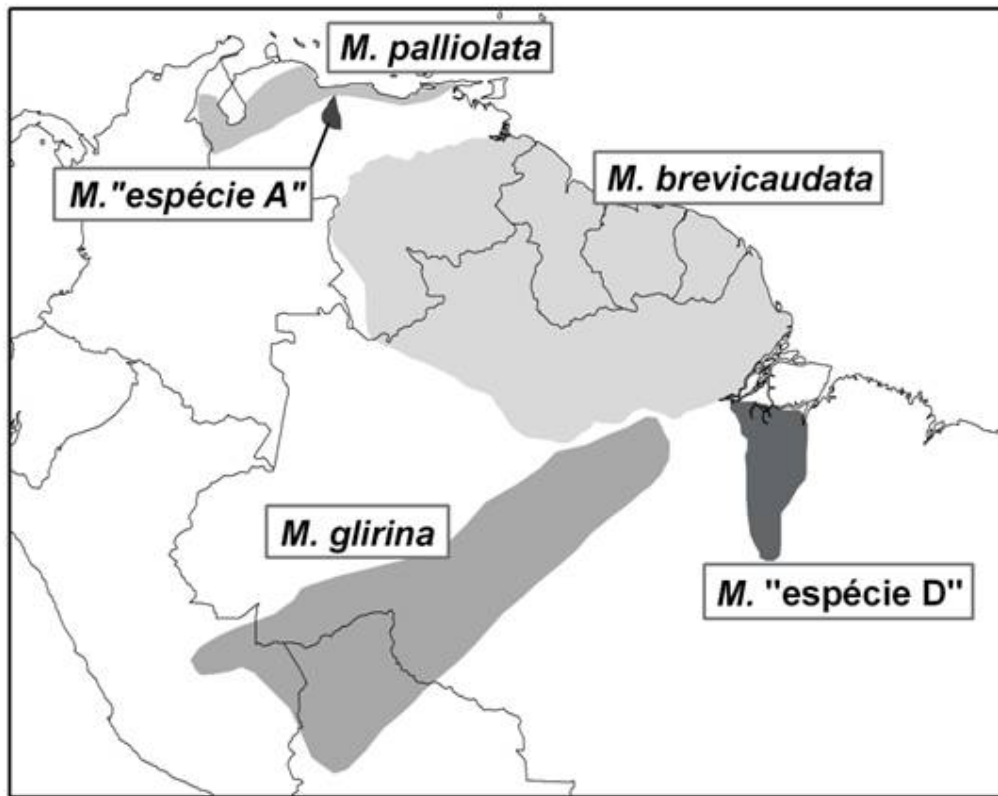 M. palliolata
M."espécie A"
M. brevicaudata
M. glirina
M. "espécie D"